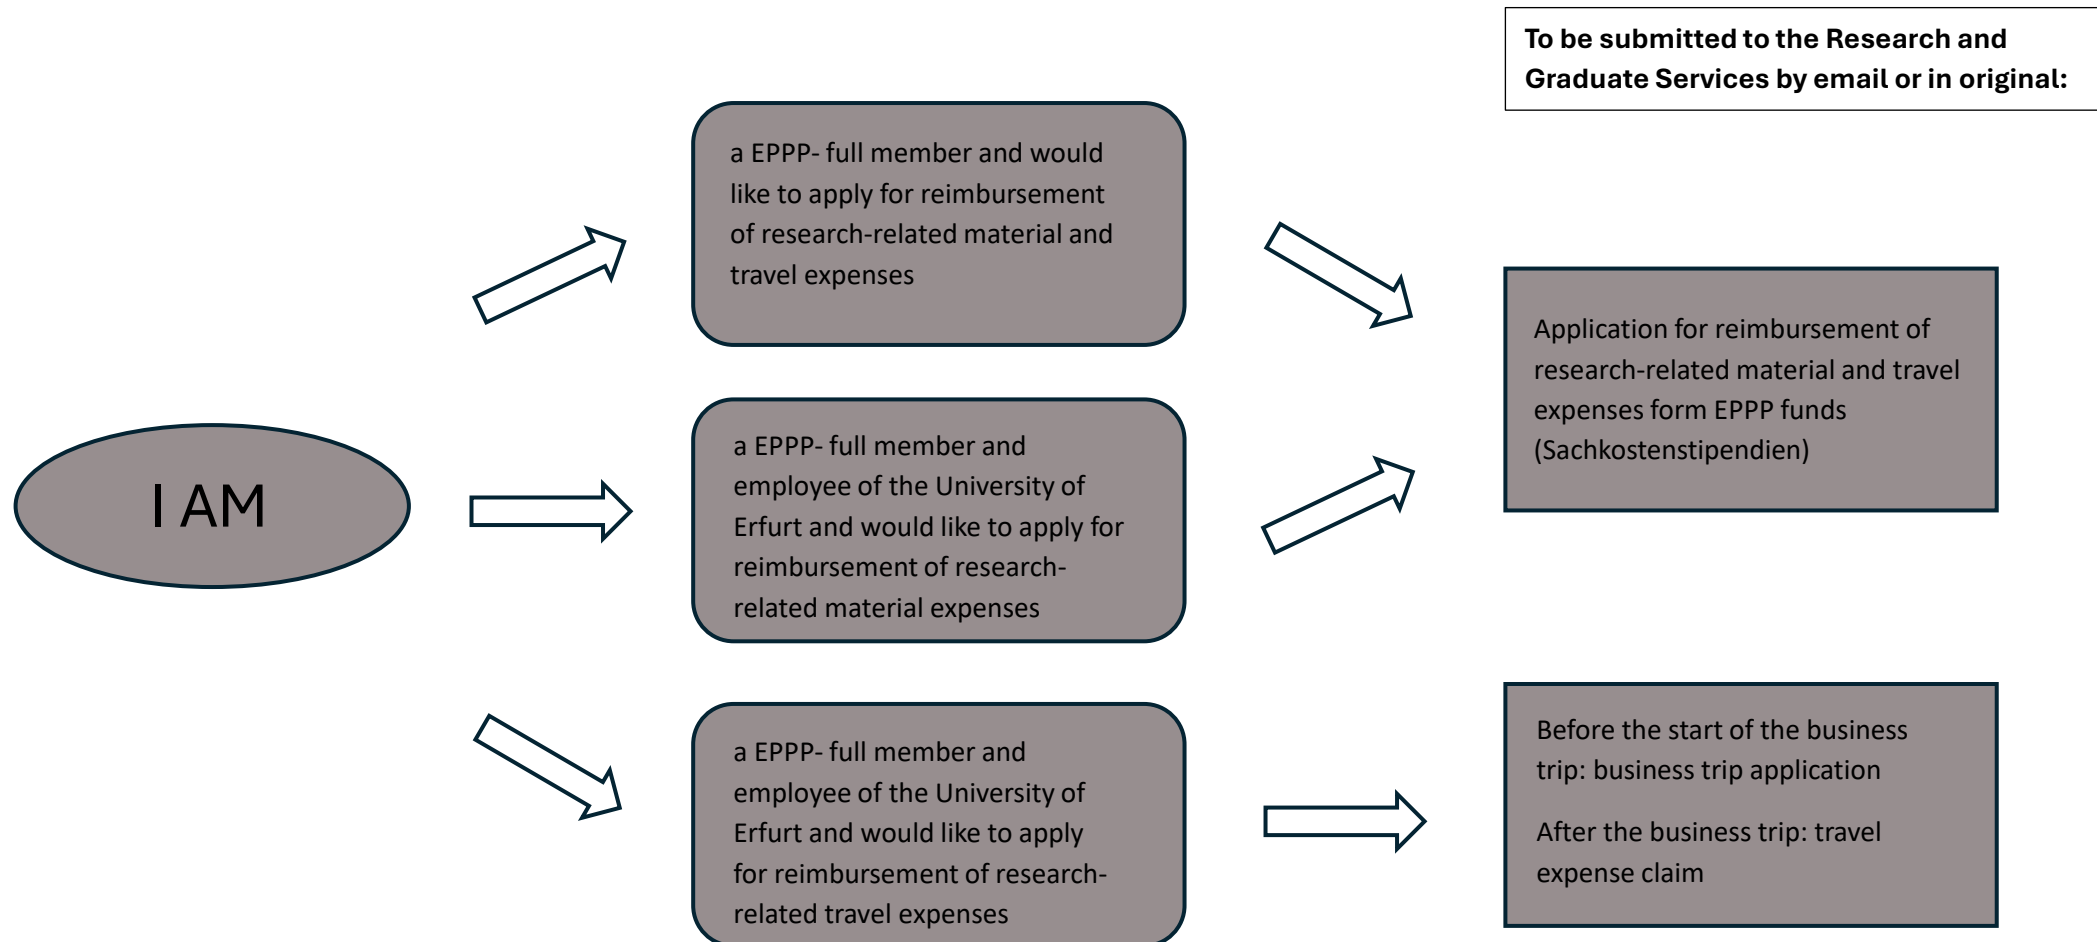 To be submitted to the Research and
Graduate Services by email or in original:
a EPPP- full member and would
like to apply for reimbursement
of research-related material and
travel expenses
Application for reimbursement of
research-related material and travel
expenses form EPPP funds
(Sachkostenstipendien)
I AM
a EPPP- full member and
employee of the University of
Erfurt and would like to apply for
reimbursement of research-
related material expenses
a EPPP- full member and
employee of the University of
Erfurt and would like to apply
for reimbursement of research-
related travel expenses
Before the start of the business
trip: business trip application
After the business trip: travel
expense claim